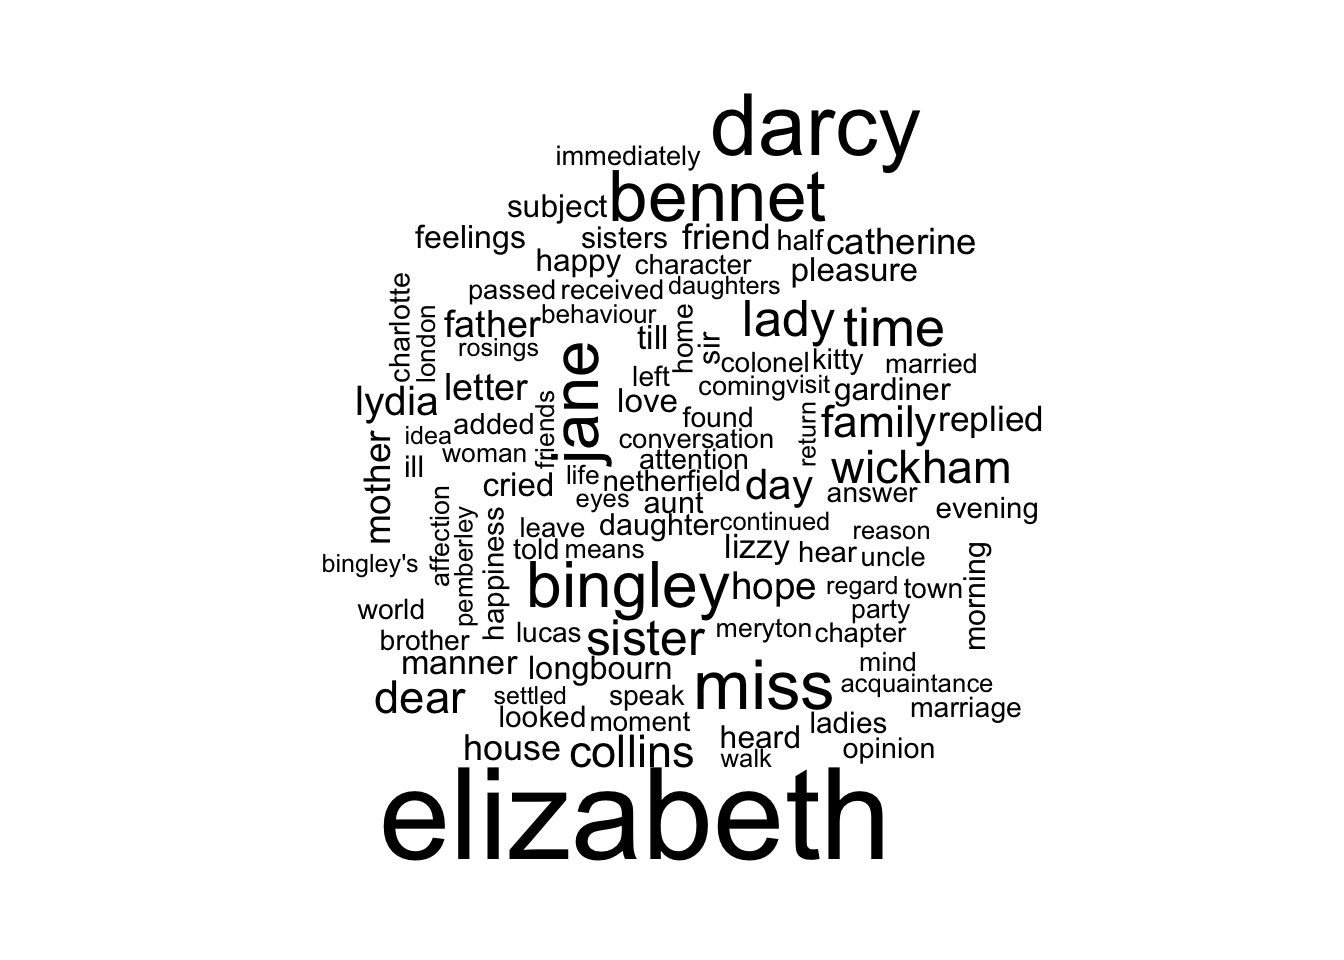 darcy
immediately
bennet
subject
feelings
sisters
friend
half
catherine
happy
character
pleasure
passed
received
daughters
charlotte
london
father
behaviour
rosings
till
home
sir
lady
time
jane
colonel
kitty
married
left
coming
visit
gardiner
lydia
letter
love
friends
found
return
family
replied
added
idea
woman
conversation
attention
mother
ill
wickham
cried
life
netherfield
day
answer
eyes
aunt
evening
affection
pemberley
happiness
leave
daughter
continued
reason
told
means
lizzy
hear
uncle
morning
bingley's
bingley
hope
regard
town
world
party
brother
lucas
sister
meryton
chapter
manner
longbourn
mind
miss
acquaintance
dear
settled
speak
marriage
looked
moment
ladies
house
collins
heard
walk
opinion
elizabeth